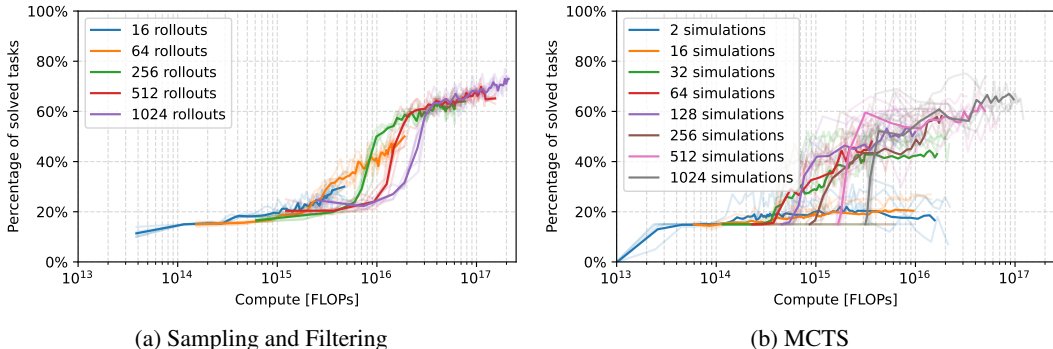 16 rollouts
64 rollouts
256 rollouts
512 rollouts
1024 rollouts
100%
80%
60%
40%
20%
0%
Percentage of solved tasks
10^13
10^14
10^15
10^16
10^17
Compute [FLOPs]
(a) Sampling and Filtering
2 simulations
16 simulations
32 simulations
64 simulations
128 simulations
256 simulations
512 simulations
1024 simulations
100%
80%
60%
40%
20%
0%
Percentage of solved tasks
10^13
10^14
10^15
10^16
10^17
Compute [FLOPs]
(b) MCTS